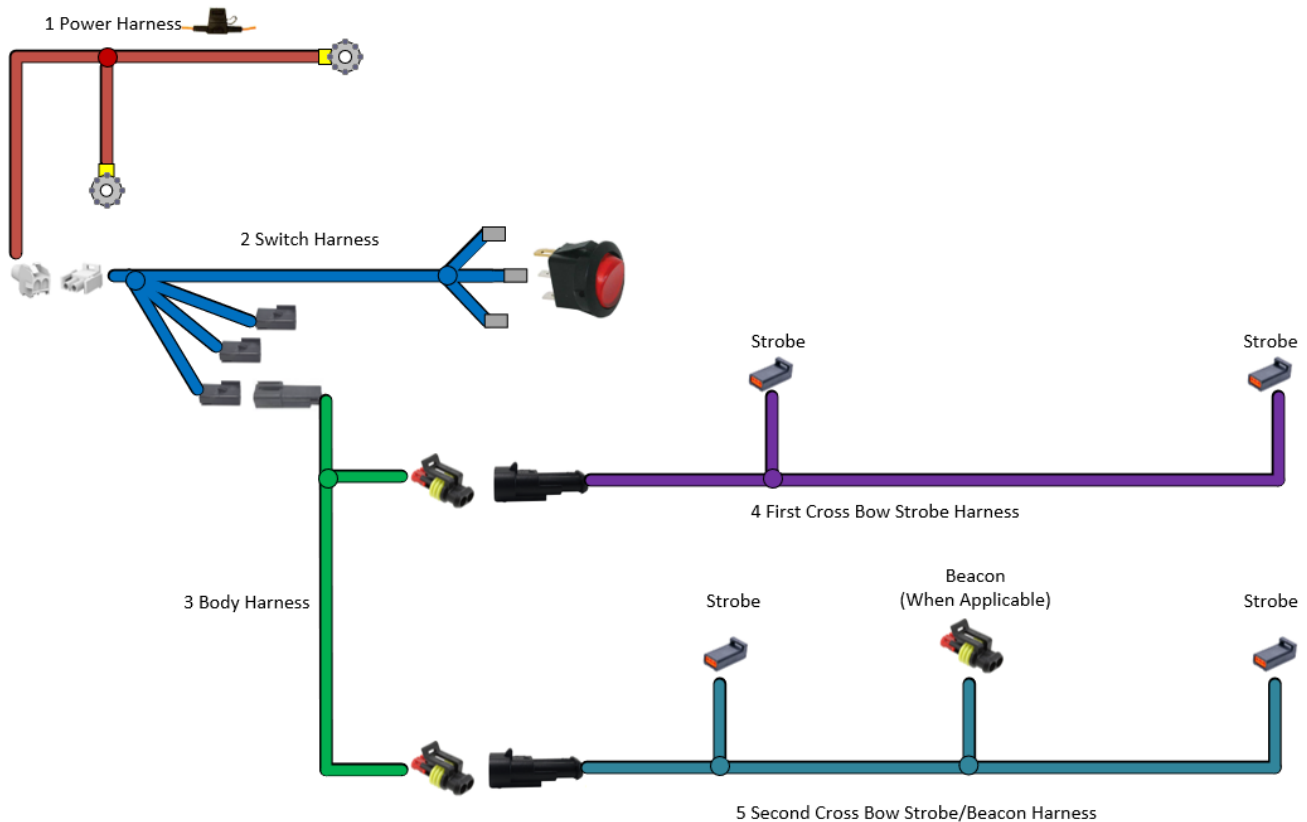 1 Power Harness
2 Switch Harness
Strobe
Strobe
4 First Cross Bow Strobe Harness
3 Body Harness
Strobe
Beacon
(When Applicable)
Strobe
5 Second Cross Bow Strobe/Beacon Harness